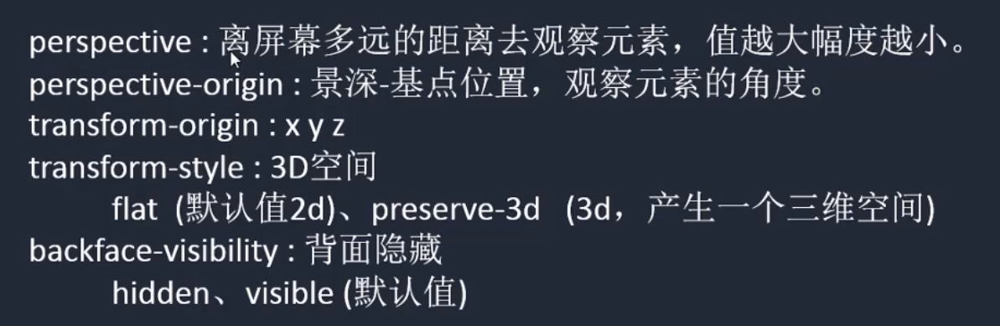 perspective : 离屏幕多远的距离去观察元素，值越大幅度越小。
perspective-origin : 景深-基点位置，观察元素的角度。
transform-origin : x y z
transform-style : 3D空间
flat (默认值2d)、preserve-3d (3d，产生一个三维空间)
backface-visibility : 背面隐藏
hidden、visible (默认值)